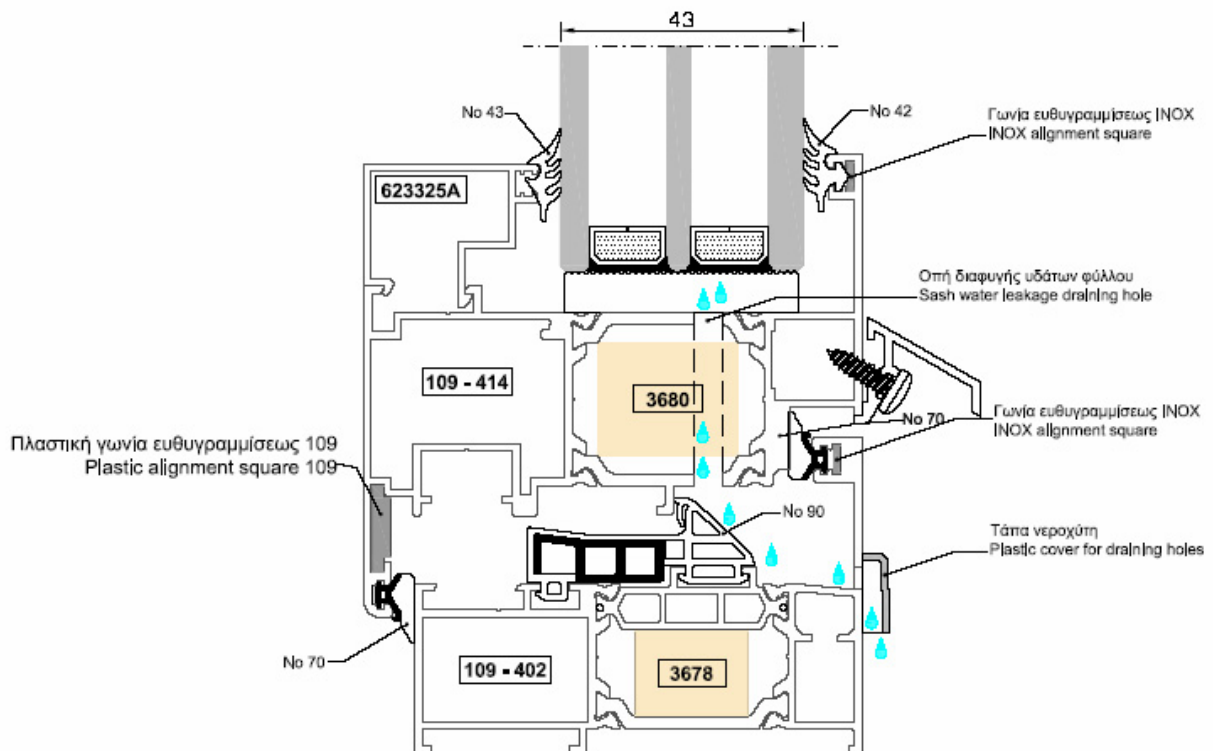 43
No 43
No 42
Γωνία ευθυγραμμίσεως INOX
INOX alignment square
623325A
Οπή διαφυγής υδάτων φύλλου
Sash water leakage draining hole
109 - 414
3680
No 70
Γωνία ευθυγραμμίσεως INOX
INOX alignment square
Πλαστική γωνία ευθυγραμμίσεως 109
Plastic alignment square 109
No 90
Τάπα νεροχύτη
Plastic cover for draining holes
No 70
109 - 402
3678